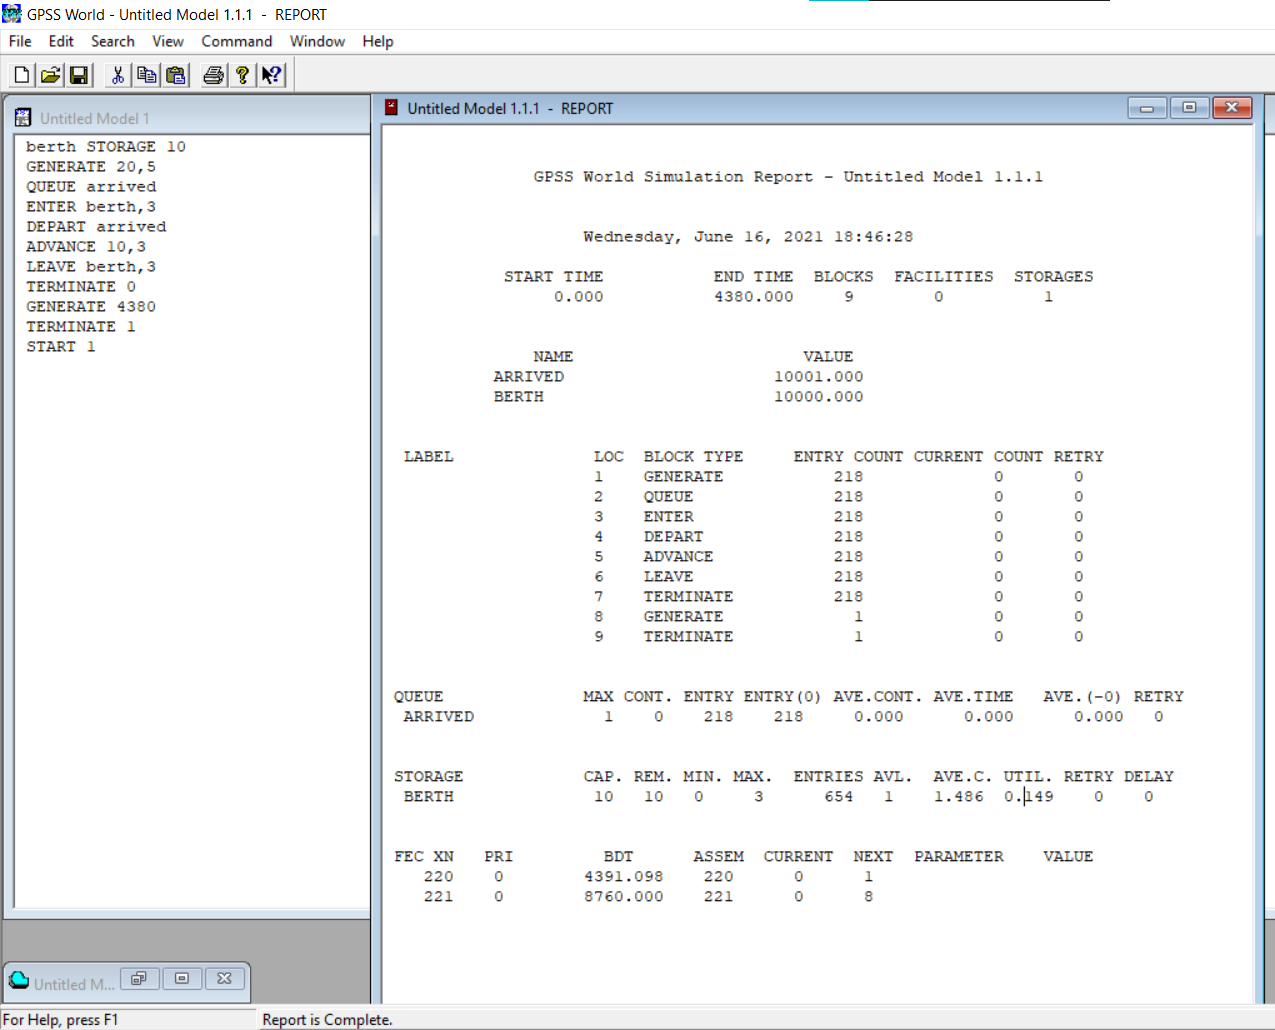 GPSS World - Untitled Model 1.1.1 - REPORT
File Edit Search View Command Window Help
Untitled Model 1
berth STORAGE 10
GENERATE 20,5
QUEUE arrived
ENTER berth,3
DEPART arrived
ADVANCE 10,3
LEAVE berth,3
TERMINATE 0
GENERATE 4380
TERMINATE 1
START 1
Untitled Model 1.1.1 - REPORT
GPSS World Simulation Report - Untitled Model 1.1.1
Wednesday, June 16, 2021 18:46:28
START TIME END TIME BLOCKS FACILITIES STORAGES
0.000 4380.000 9 0 1
NAME VALUE
ARRIVED 10001.000
BERTH 10000.000
LABEL LOC BLOCK TYPE ENTRY COUNT CURRENT COUNT RETRY
1 GENERATE 218 0 0
2 QUEUE 218 0 0
3 ENTER 218 0 0
4 DEPART 218 0 0
5 ADVANCE 218 0 0
6 LEAVE 218 0 0
7 TERMINATE 218 0 0
8 GENERATE 1 0 0
9 TERMINATE 1 0 0
QUEUE MAX CONT. ENTRY ENTRY(0) AVE.CONT. AVE.TIME AVE.(-0) RETRY
ARRIVED 1 0 218 218 0.000 0.000 0.000 0
STORAGE CAP. REM. MIN. MAX. ENTRIES AVL. AVE.C. UTIL. RETRY DELAY
BERTH 10 10 0 3 654 1 1.486 0.149 0 0
FEC XN PRI BDT ASSEM CURRENT NEXT PARAMETER VALUE
220 0 4391.098 220 0 1
221 0 8760.000 221 0 8
Untitled M...
For Help, press F1 Report is Complete.